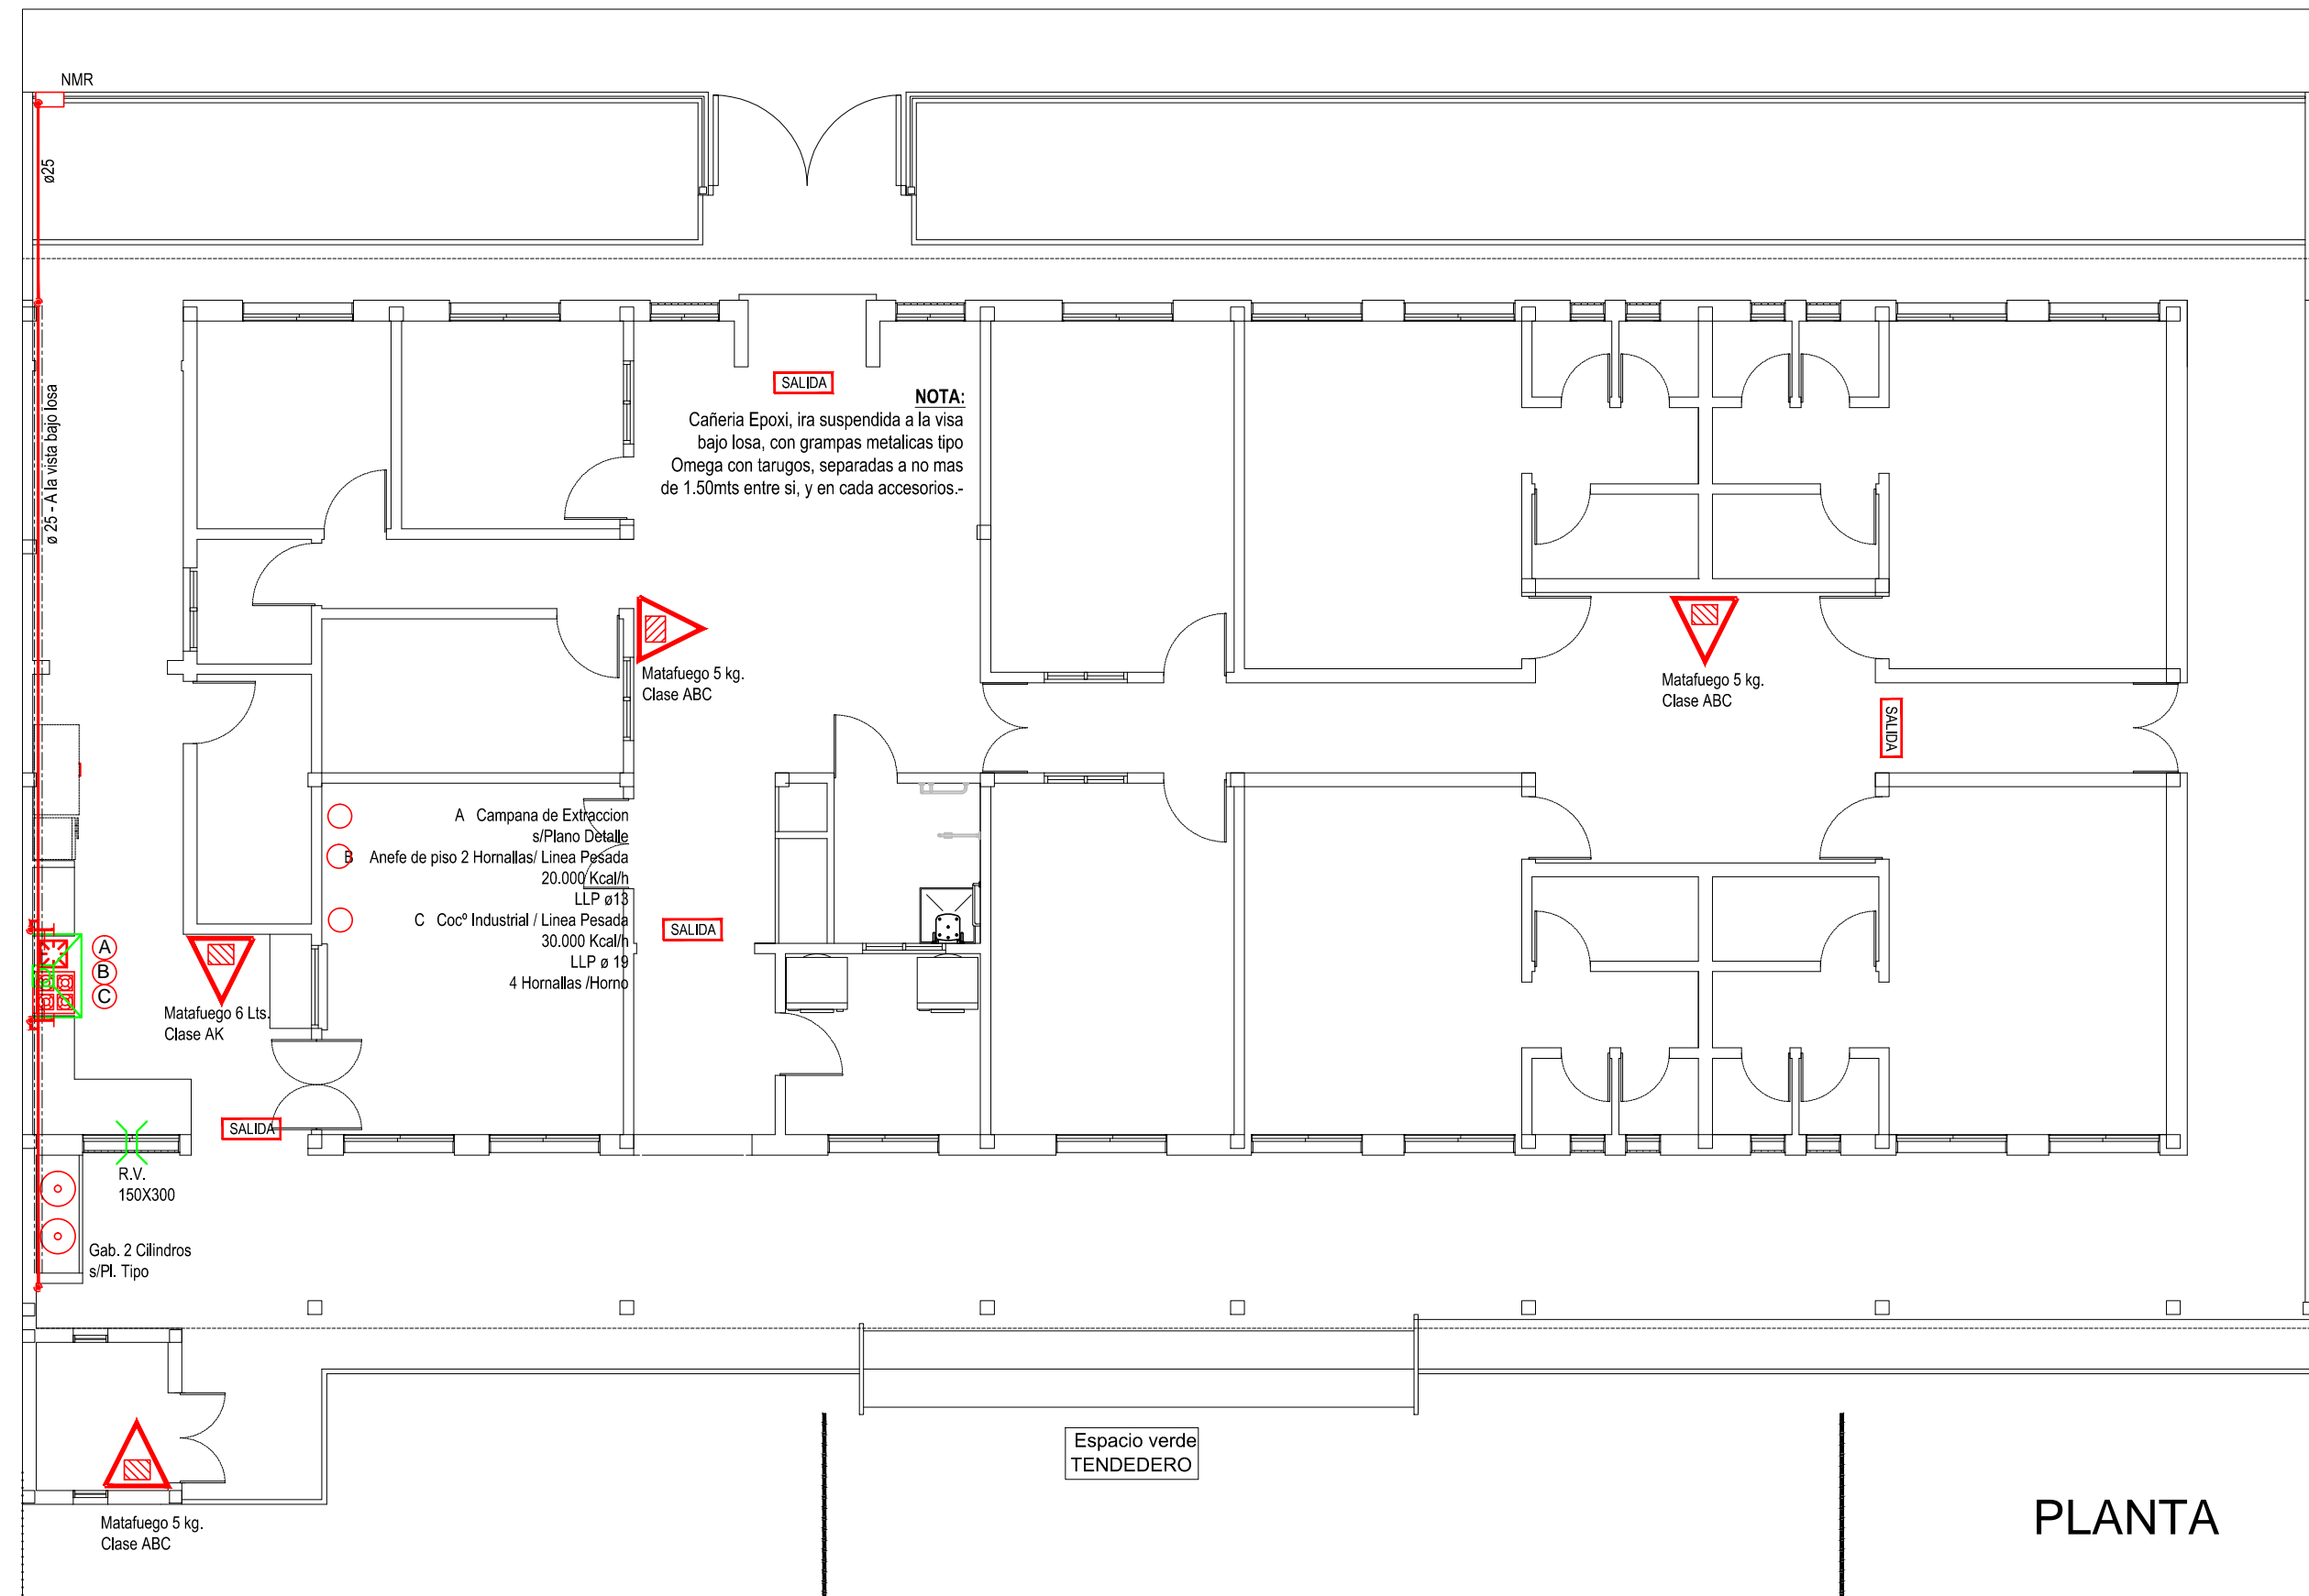 NMR
ø25
ø 25 - A la vista bajo losa
SALIDA
NOTA:
Cañeria Epoxi, ira suspendida a la visa
bajo losa, con grampas metalicas tipo
Omega con tarugos, separadas a no mas
de 1.50mts entre si, y en cada accesorios.-
Matafuego 5 kg.
Clase ABC
Matafuego 5 kg.
Clase ABC
SALIDA
A Campana de Extraccion
s/Plano Detalle
B Anefe de piso 2 Hornallas/ Linea Pesada
20.000 Kcal/h
LLP ø13
C Cocº Industrial / Linea Pesada
30.000 Kcal/h
LLP ø 19
4 Hornallas /Horno
SALIDA
A
B
C
Matafuego 6 Lts.
Clase AK
SALIDA
R.V.
150X300
Gab. 2 Cilindros
s/Pl. Tipo
Espacio verde
TENDEDERO
Matafuego 5 kg.
Clase ABC
PLANTA